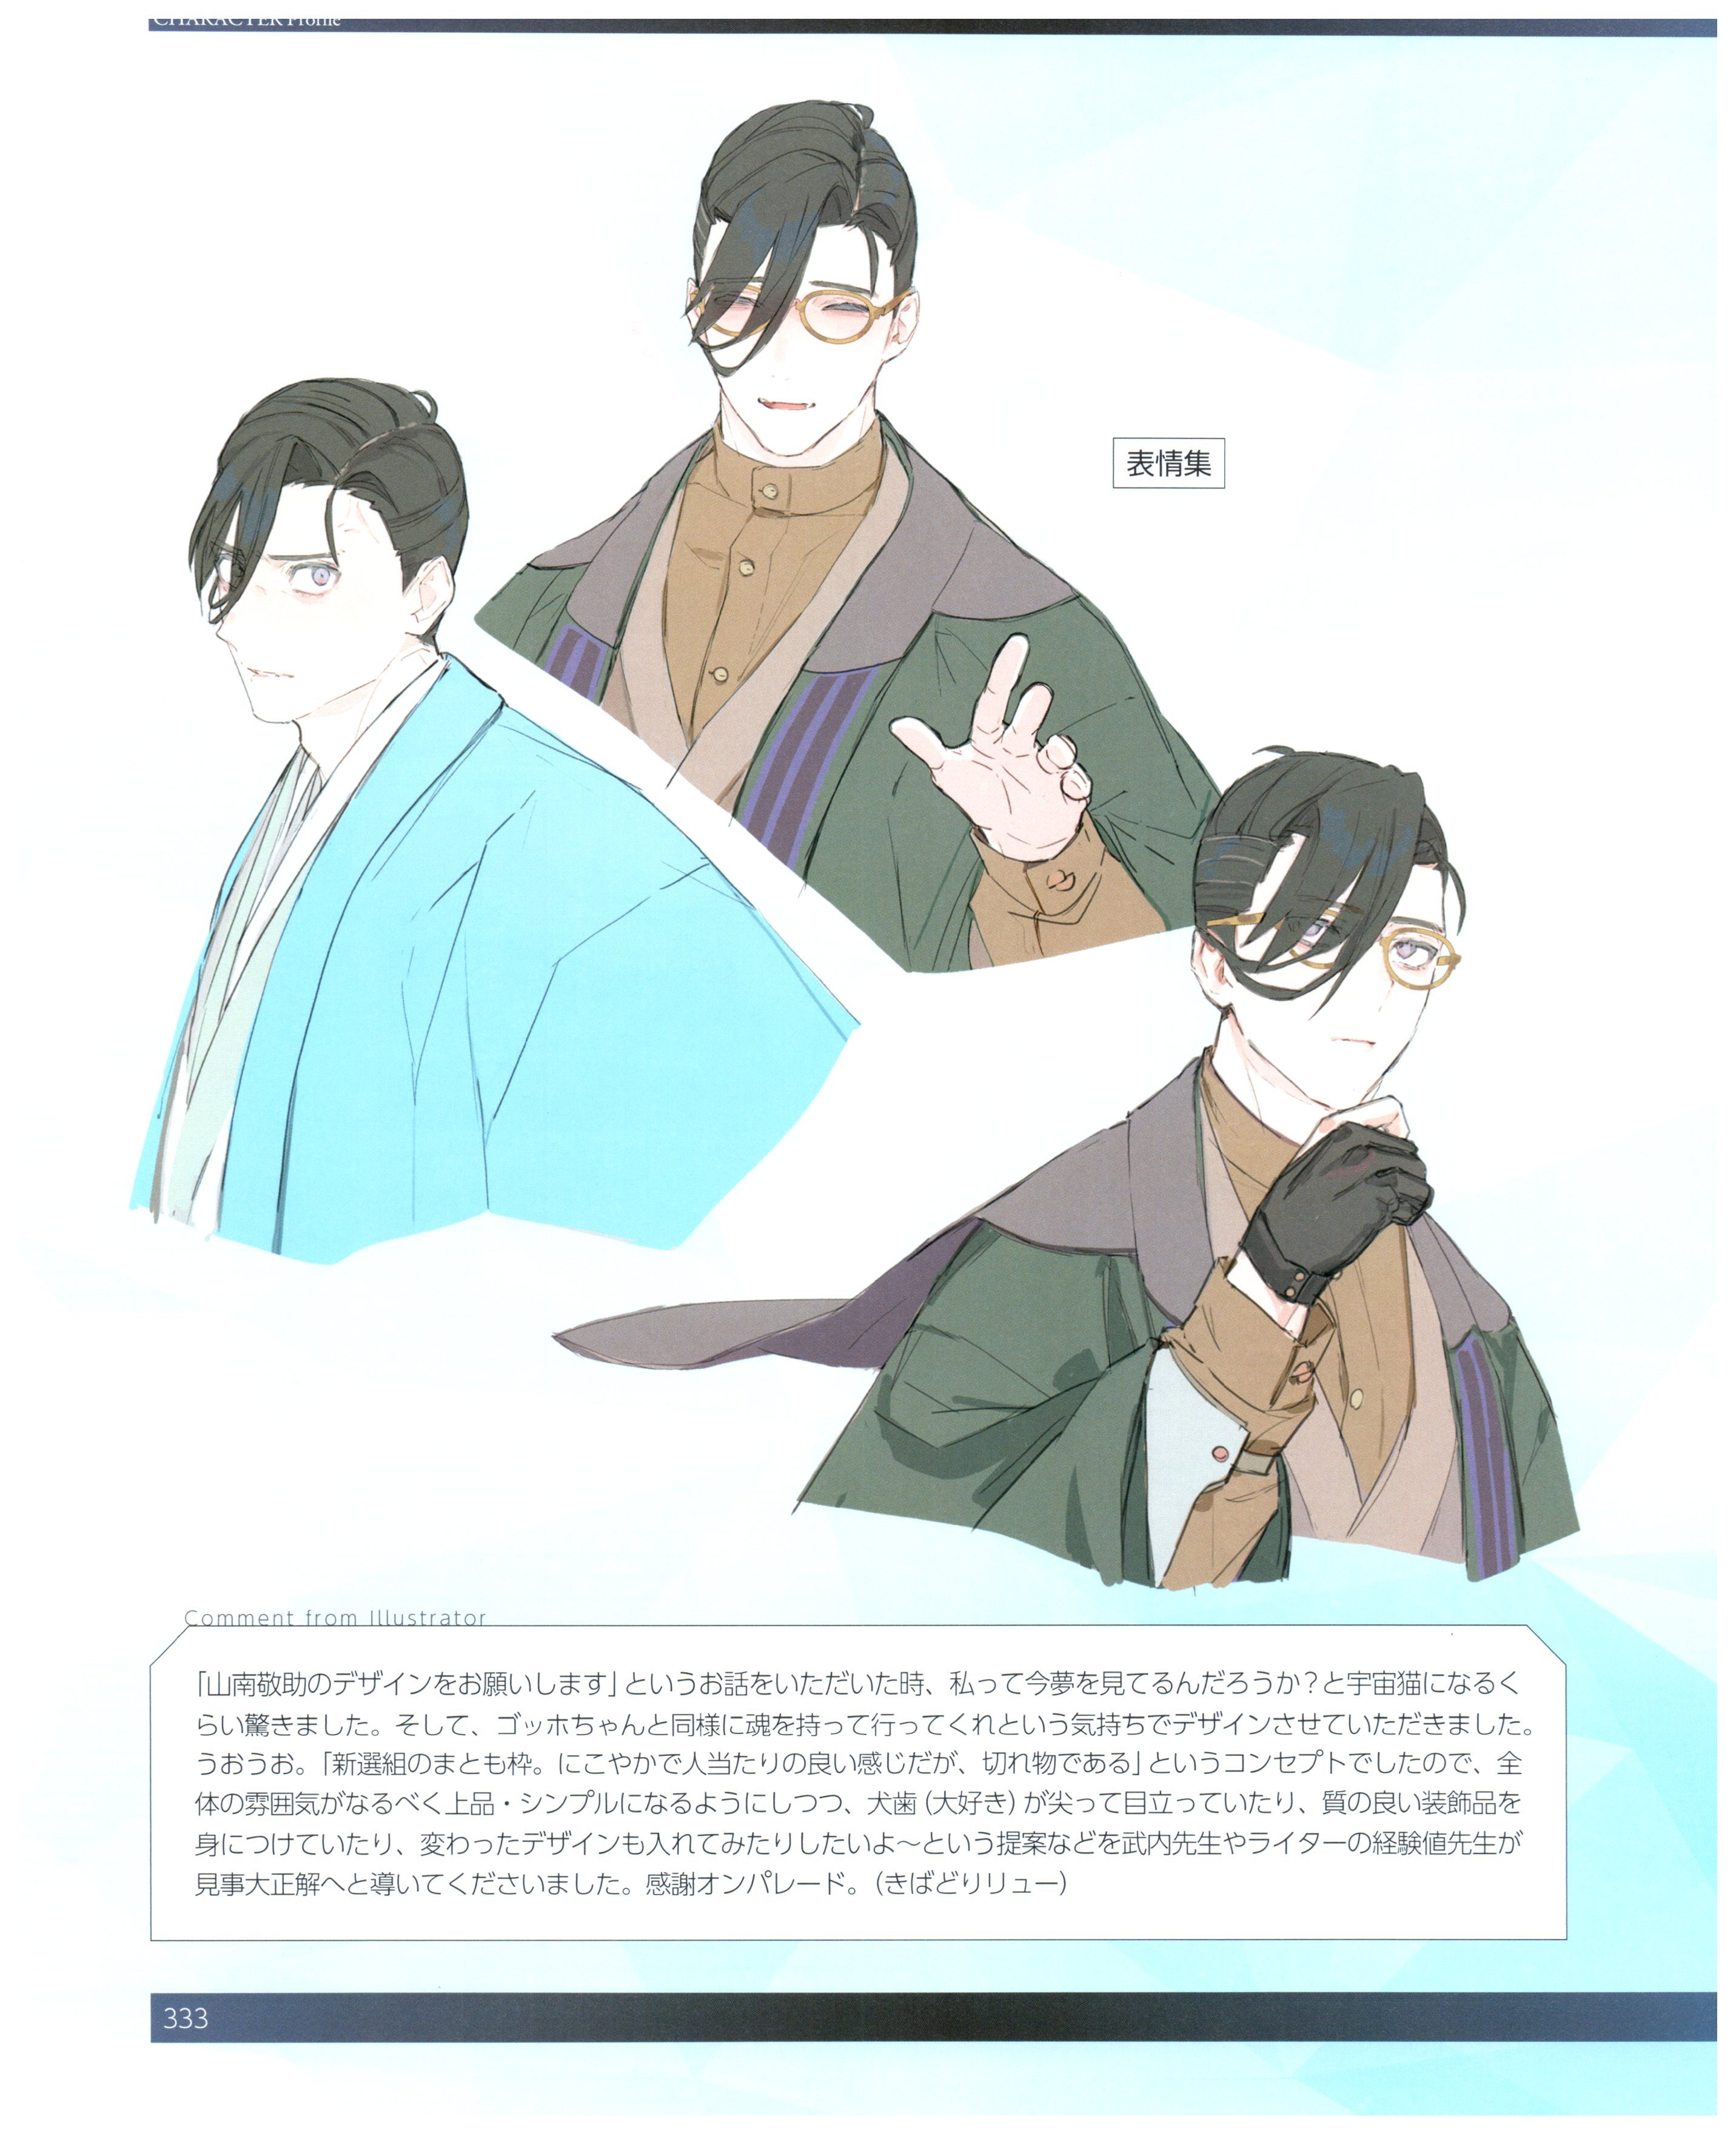 CHARACTER Profile
表情集
Comment from Illustrator
「山南敬助のデザインをお願いします」というお話をいただいた時、私って今夢を見てるんだろうか？と宇宙猫になるく
らい驚きました。そして、ゴッホちゃんと同様に魂を持って行ってくれという気持ちでデザインさせていただきました。
うおうお。「新選組のまとも枠。にこやかで人当たりの良い感じだが、切れ物である」というコンセプトでしたので、全
体の雰囲気がなるべく上品・シンプルになるようにしつつ、犬歯（大好き）が尖って目立っていたり、質の良い装飾品を
身につけていたり、変わったデザインも入れてみたりしたいよ～という提案などを武内先生やライターの経験値先生が
見事大正解へと導いてくださいました。感謝オンパレード。（きばどりリュー）
333